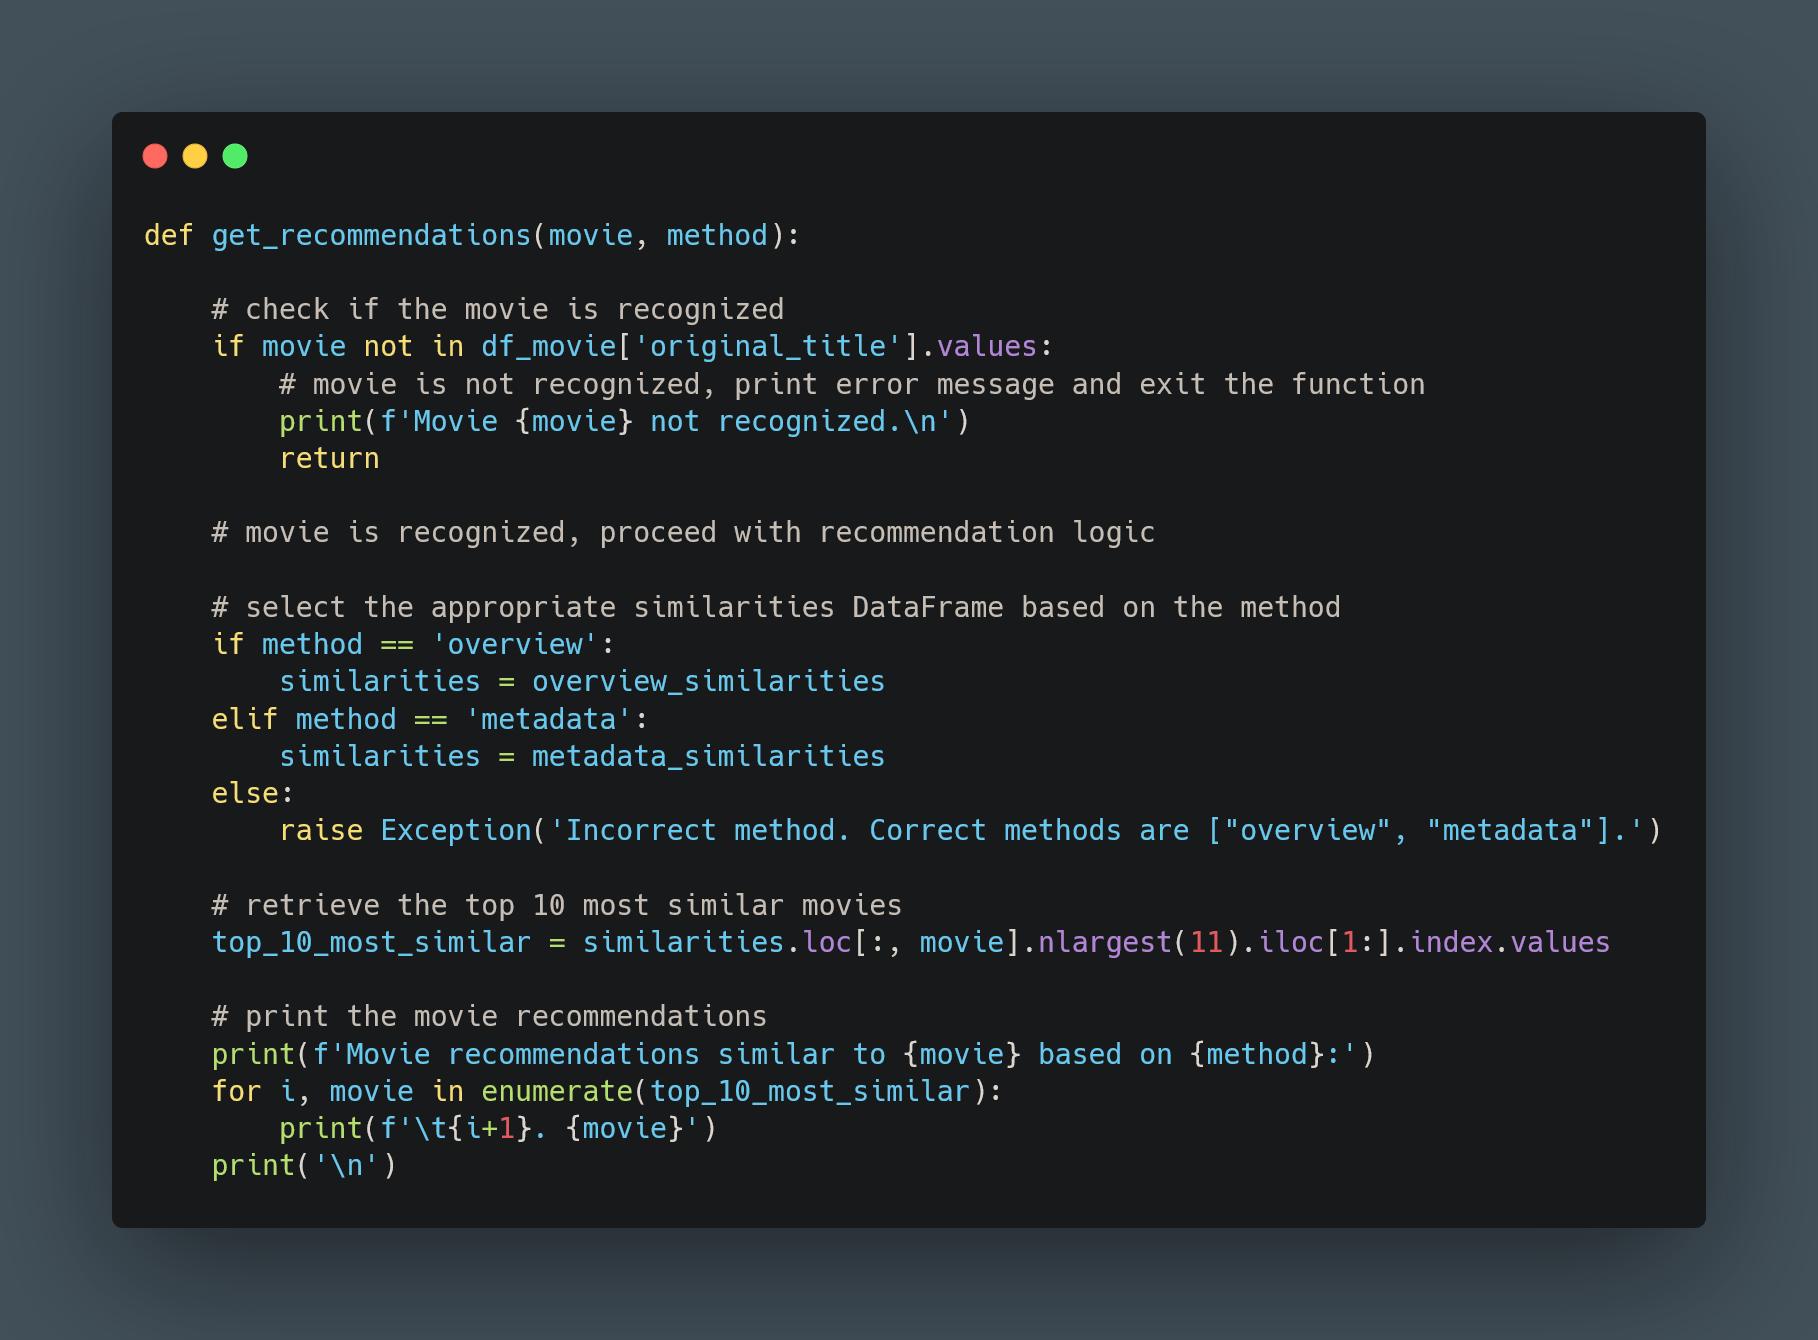 def get_recommendations(movie, method):

    # check if the movie is recognized
    if movie not in df_movie['original_title'].values:
        # movie is not recognized, print error message and exit the function
        print(f'Movie {movie} not recognized.\n')
        return

    # movie is recognized, proceed with recommendation logic

    # select the appropriate similarities DataFrame based on the method
    if method == 'overview':
        similarities = overview_similarities
    elif method == 'metadata':
        similarities = metadata_similarities
    else:
        raise Exception('Incorrect method. Correct methods are ["overview", "metadata"].')

    # retrieve the top 10 most similar movies
    top_10_most_similar = similarities.loc[:, movie].nlargest(11).iloc[1:].index.values

    # print the movie recommendations
    print(f'Movie recommendations similar to {movie} based on {method}:')
    for i, movie in enumerate(top_10_most_similar):
        print(f'\t{i+1}. {movie}')
    print('\n')